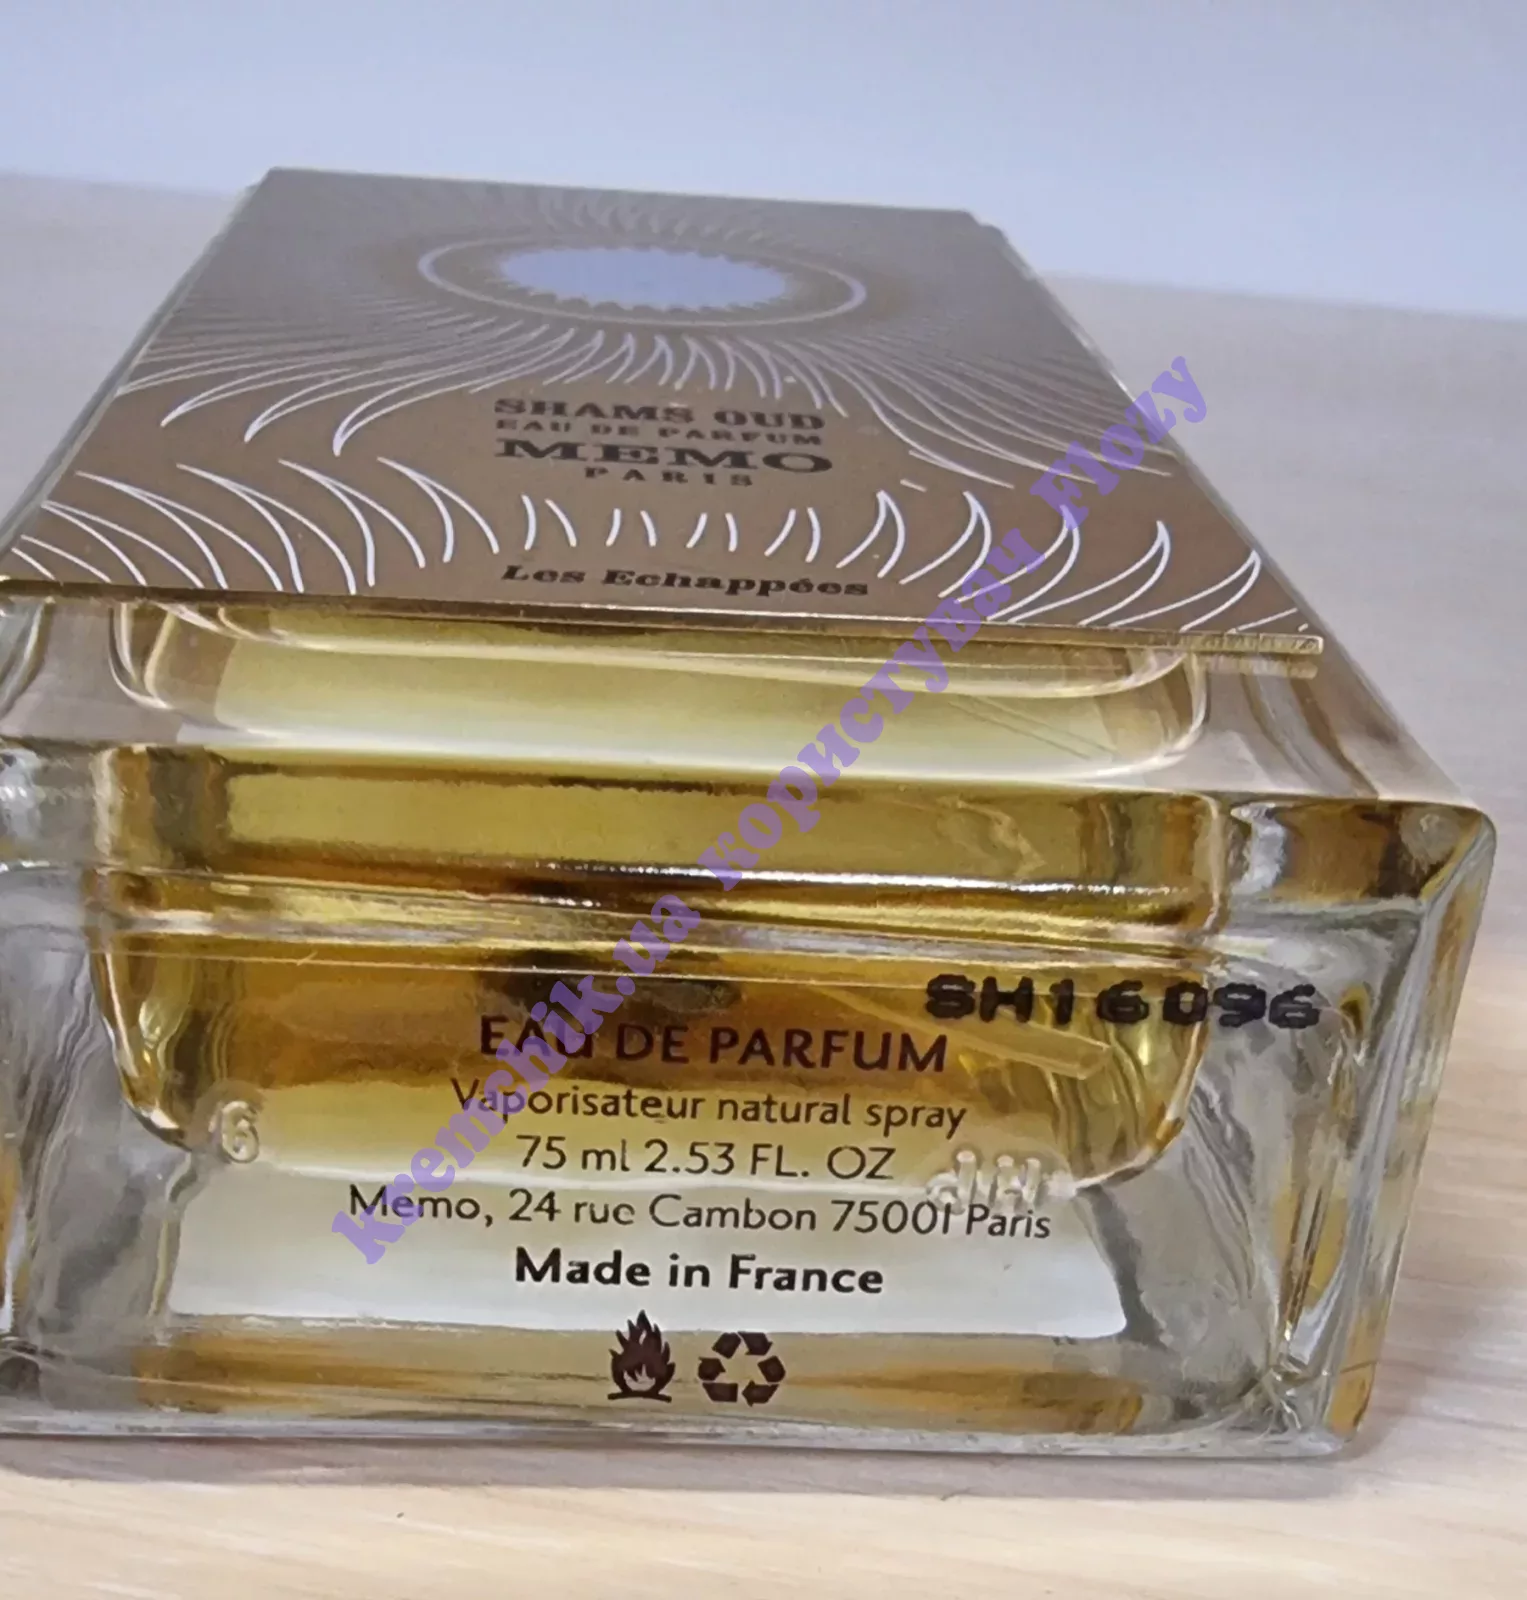 SHAMS OUD
EAU DE PARFUM
MEMO
PARIS
Les Echappées
SH16096
EAU DE PARFUM
Vaporisateur natural spray
75 ml 2.53 FL. OZ
Memo, 24 rue Cambon 75001 Paris
Made in France
6
kremchik.ua користувач Flozy